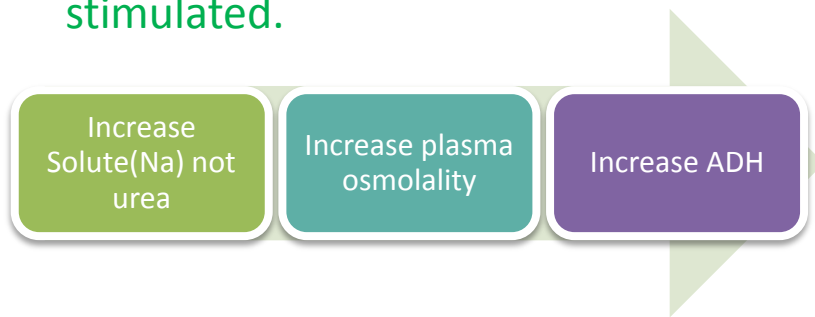 stimulated.
Increase
Solute(Na) not
urea
Increase plasma
osmolality
Increase ADH